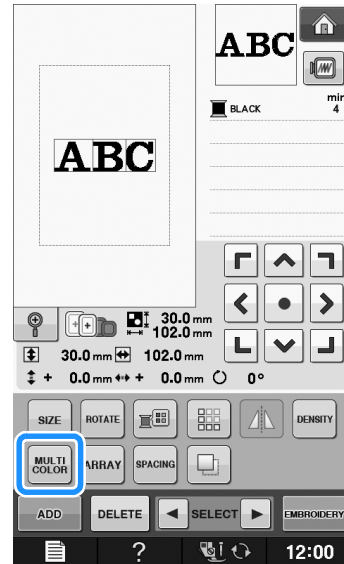 ABC
BLACK
min
4
ABC
30.0 mm
102.0 mm
30.0 mm 102.0 mm
+ 0.0 mm + 0.0 mm 0°
SIZE ROTATE DENSITY
MULTI COLOR ARRAY SPACING
ADD DELETE SELECT EMBROIDERY
? 12:00